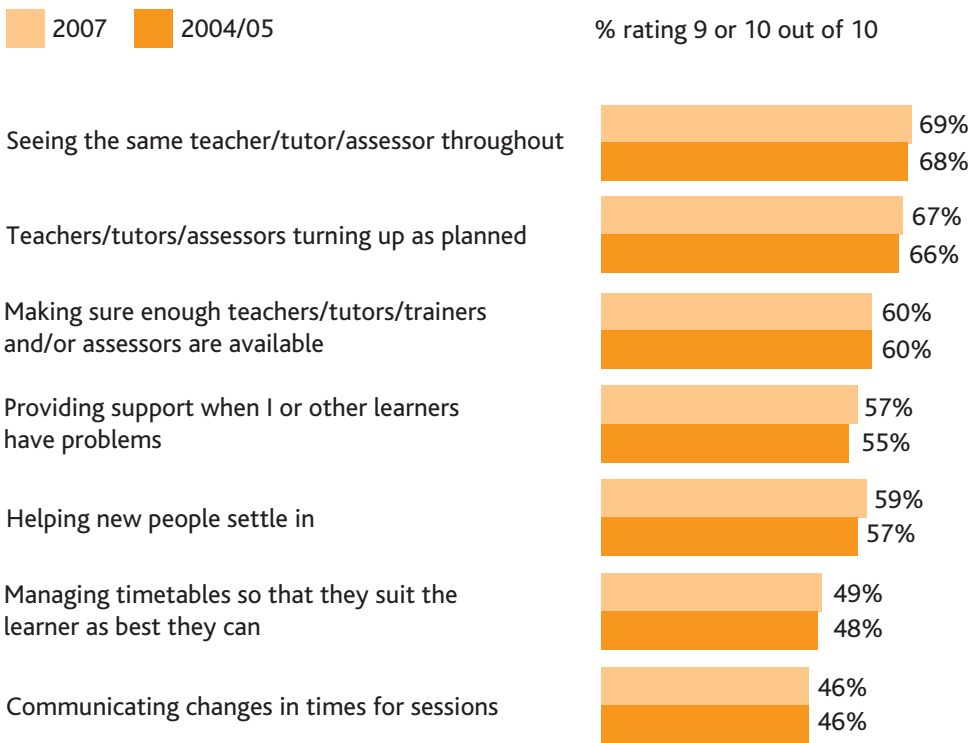 2007 2004/05 % rating 9 or 10 out of 10
Seeing the same teacher/tutor/assessor throughout
69%
68%
Teachers/tutors/assessors turning up as planned
67%
66%
Making sure enough teachers/tutors/trainers
and/or assessors are available
60%
60%
Providing support when I or other learners
have problems
57%
55%
Helping new people settle in
59%
57%
Managing timetables so that they suit the
learner as best they can
49%
48%
Communicating changes in times for sessions
46%
46%